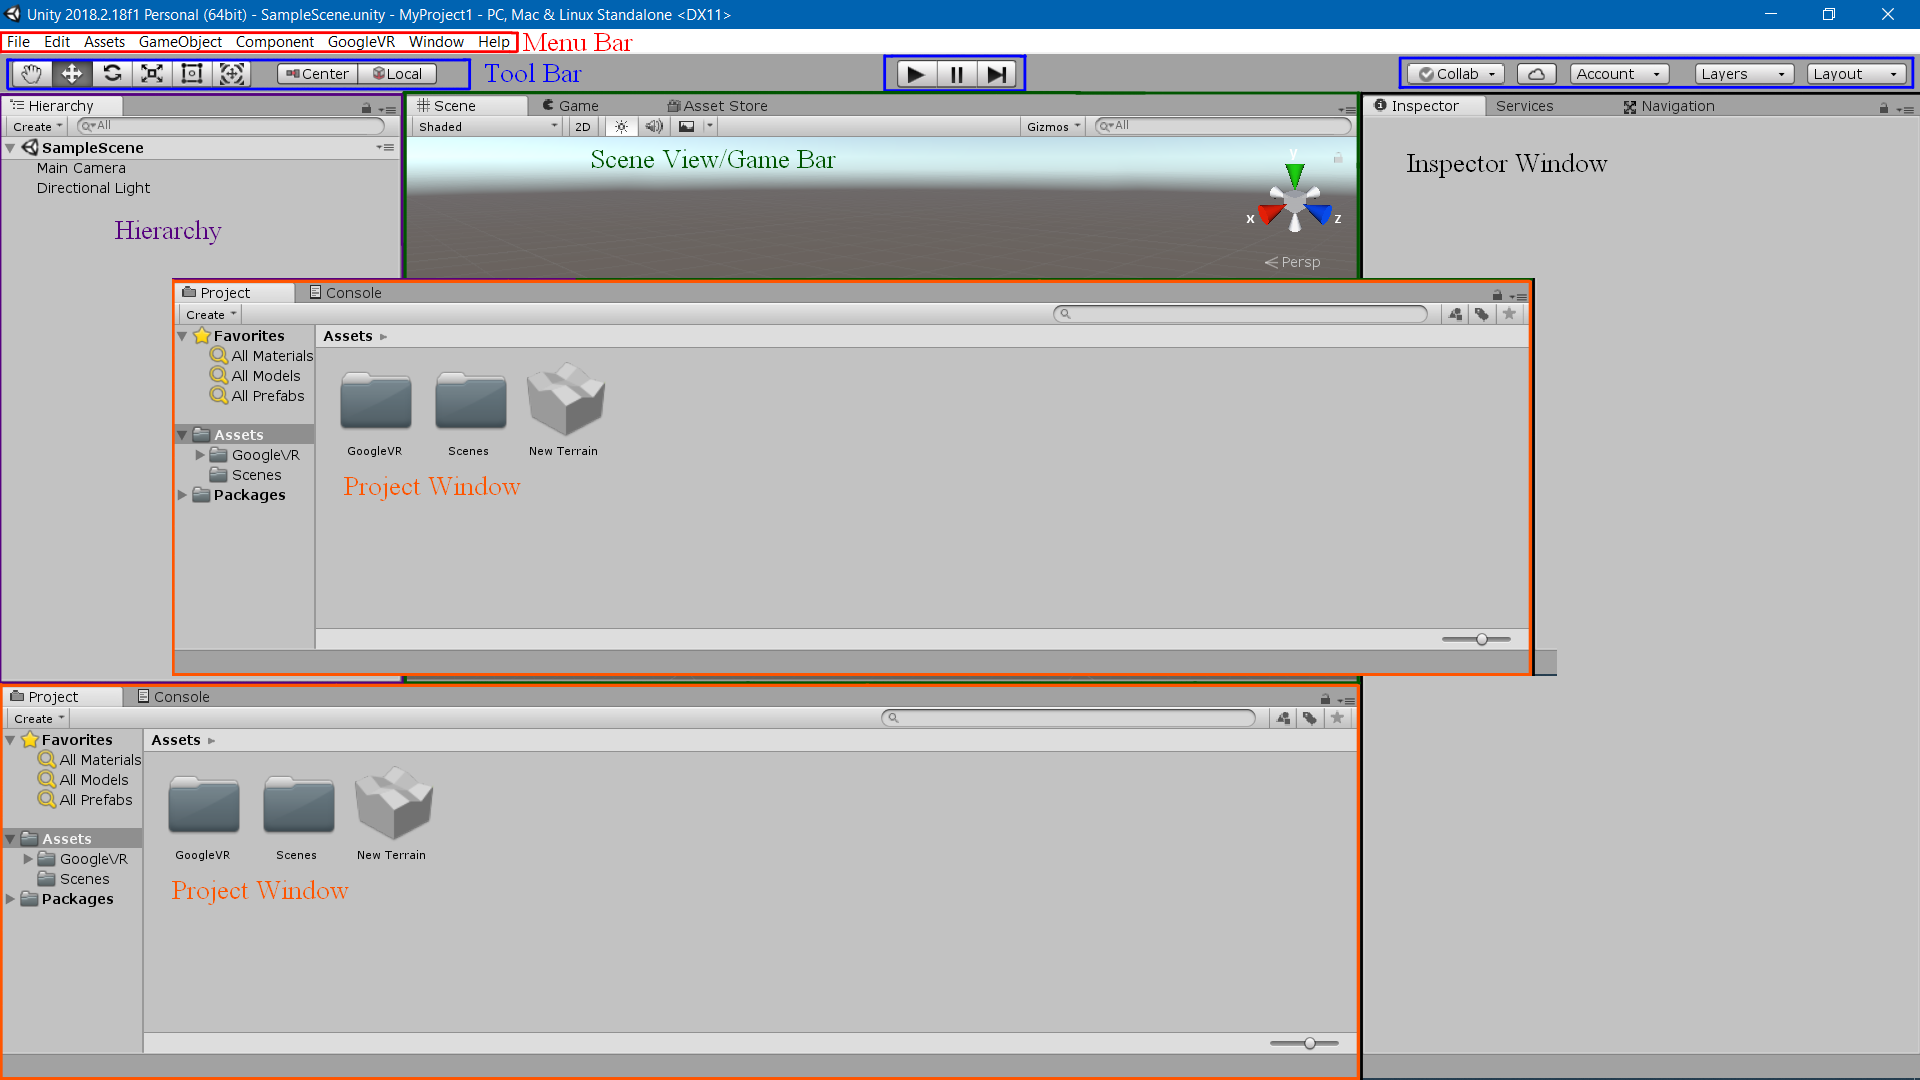 Unity 2018.2.18f1 Personal (64bit) - SampleScene.unity - MyProject1 - PC, Mac & Linux Standalone <DX11>
File Edit Assets GameObject Component GoogleVR Window Help Menu Bar
Center Local Tool Bar Collab Account Layers Layout
Hierarchy Scene Game Asset Store Inspector Services Navigation
Create All Shaded 2D Gizmos All
SampleScene
Main Camera
Directional Light
Hierarchy
Scene View/Game Bar
y
x z
Persp
Inspector Window
Project Console
Create
Favorites Assets
All Materials
All Models
All Prefabs
Assets
GoogleVR
Scenes
Packages
GoogleVR Scenes New Terrain
Project Window
Project Console
Create
Favorites Assets
All Materials
All Models
All Prefabs
Assets
GoogleVR
Scenes
Packages
GoogleVR Scenes New Terrain
Project Window